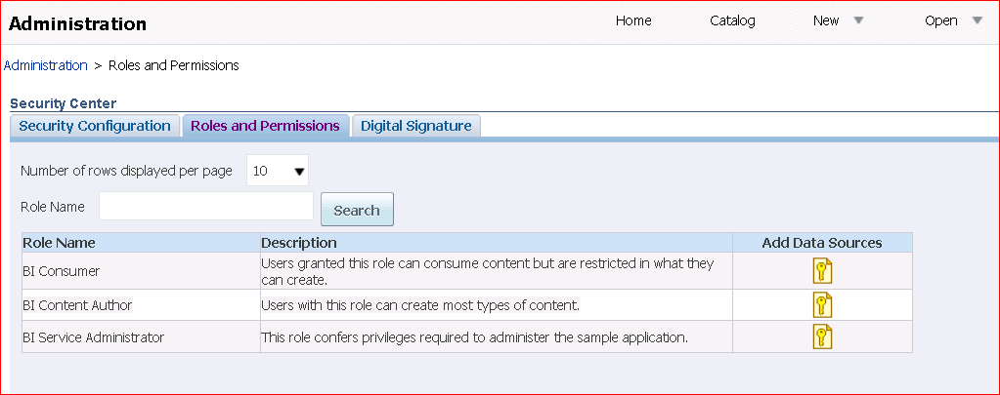 Administration Home Catalog New Open
Administration > Roles and Permissions
Security Center
Security Configuration Roles and Permissions Digital Signature
Number of rows displayed per page 10
Role Name Search
Role Name Description Add Data Sources
BI Consumer Users granted this role can consume content but are restricted in what they
can create.
BI Content Author Users with this role can create most types of content.
BI Service Administrator This role confers privileges required to administer the sample application.